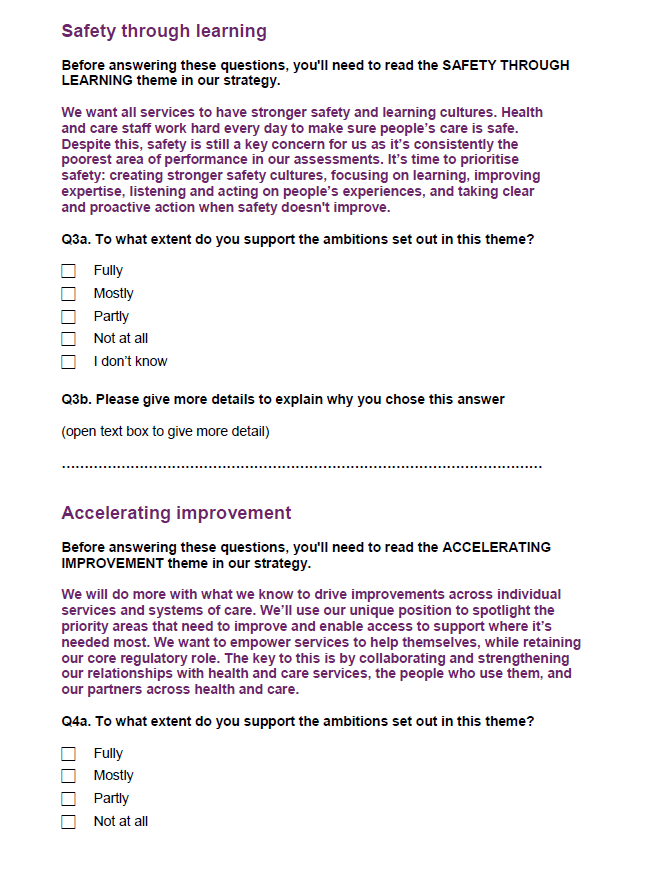 Safety through learning
Before answering these questions, you'll need to read the SAFETY THROUGH
LEARNING theme in our strategy.
We want all services to have stronger safety and learning cultures. Health
and care staff work hard every day to make sure people’s care is safe.
Despite this, safety is still a key concern for us as it’s consistently the
poorest area of performance in our assessments. It’s time to prioritise
safety: creating stronger safety cultures, focusing on learning, improving
expertise, listening and acting on people’s experiences, and taking clear
and proactive action when safety doesn't improve.
Q3a. To what extent do you support the ambitions set out in this theme?
Fully
Mostly
Partly
Not at all
I don’t know
Q3b. Please give more details to explain why you chose this answer
(open text box to give more detail)
……………………………………………………………………………………………
Accelerating improvement
Before answering these questions, you'll need to read the ACCELERATING
IMPROVEMENT theme in our strategy.
We will do more with what we know to drive improvements across individual
services and systems of care. We’ll use our unique position to spotlight the
priority areas that need to improve and enable access to support where it’s
needed most. We want to empower services to help themselves, while retaining
our core regulatory role. The key to this is by collaborating and strengthening
our relationships with health and care services, the people who use them, and
our partners across health and care.
Q4a. To what extent do you support the ambitions set out in this theme?
Fully
Mostly
Partly
Not at all